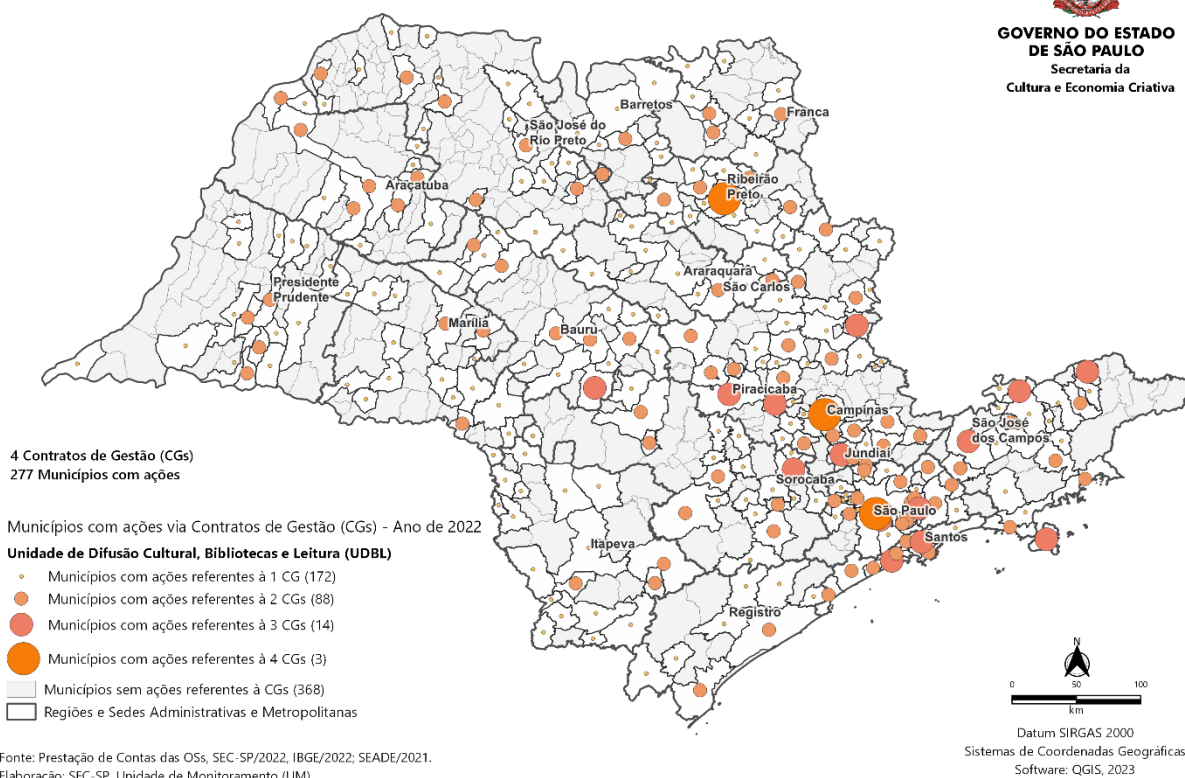 GOVERNO DO ESTADO
DE SÃO PAULO
Secretaria da
Cultura e Economia Criativa
Barretos
Franca
São José do
Rio Preto
Ribeirão
Preto
Araçatuba
Araraquara
São Carlos
Presidente
Prudente
Marília
Bauru
Piracicaba
Campinas
São José
dos Campos
Jundiaí
Sorocaba
São Paulo
Santos
Itapeva
Registro
4 Contratos de Gestão (CGs)
277 Municípios com ações
Municípios com ações via Contratos de Gestão (CGs) - Ano de 2022
Unidade de Difusão Cultural, Bibliotecas e Leitura (UDBL)
Municípios com ações referentes à 1 CG (172)
Municípios com ações referentes à 2 CGs (88)
Municípios com ações referentes à 3 CGs (14)
Municípios com ações referentes à 4 CGs (3)
Municípios sem ações referentes à CGs (368)
Regiões e Sedes Administrativas e Metropolitanas
N
0 50 100
km
Datum SIRGAS 2000
Sistemas de Coordenadas Geográficas
Software: QGIS, 2023
Fonte: Prestação de Contas das OSs, SEC-SP/2022, IBGE/2022; SEADE/2021.
Elaboração: SEC-SP, Unidade de Monitoramento (UM)